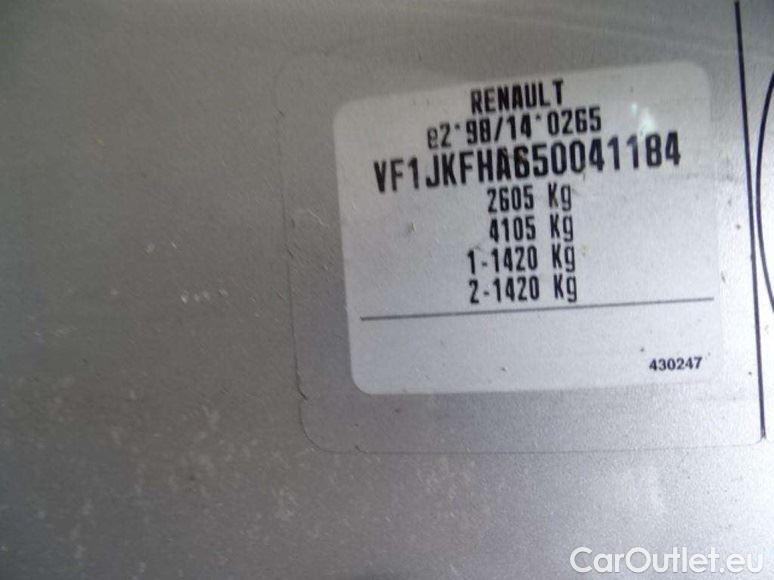 RENAULT
e2*98/14*0265
VF1JKFHA650041184
2605 Kg
4105 Kg
1-1420 Kg
2-1420 Kg
430247
CarOutlet.eu